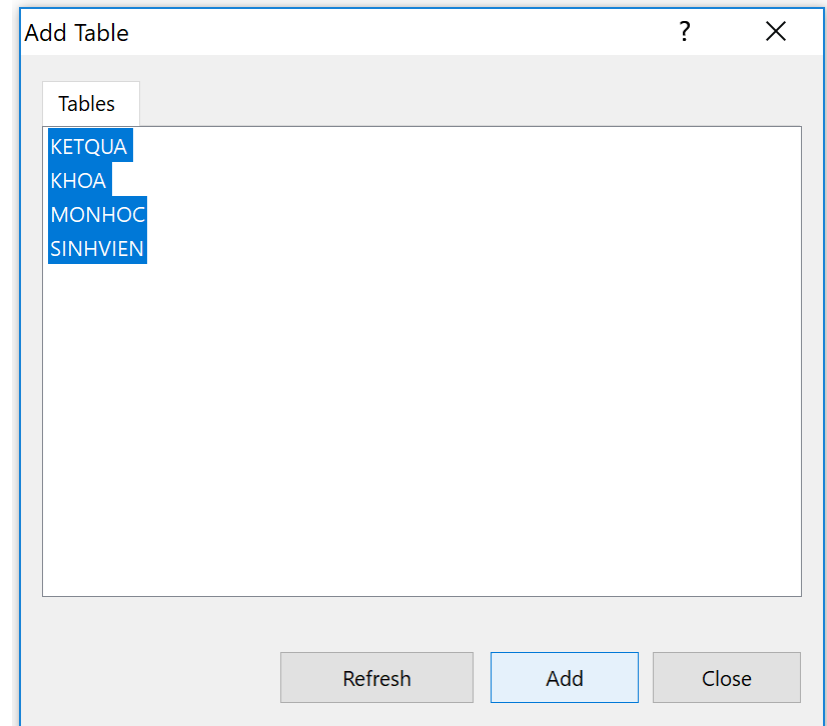 Add Table ?
Tables
KETQUA
KHOA
MONHOC
SINHVIEN
Refresh Add Close